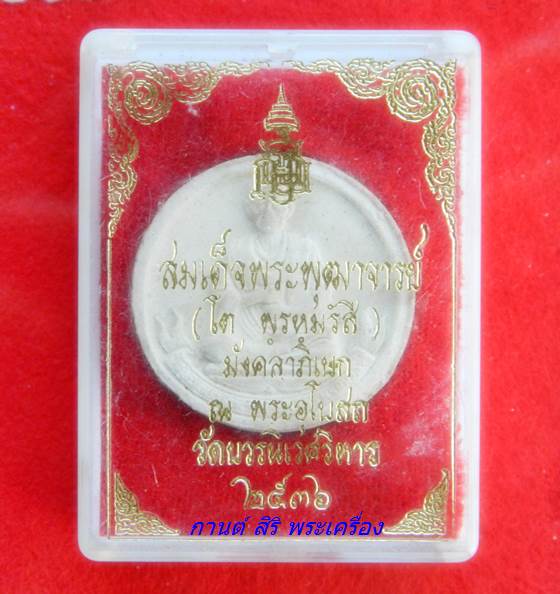 สมเด็จพระพุฒาจารย์
(โต พฺรหฺมรํสี)
มังคลาภิเษก
ณ พระอุโบสถ
วัดบวรนิเวศวิหาร
๒๕๓๖
กานต์ สิริ พระเครื่อง